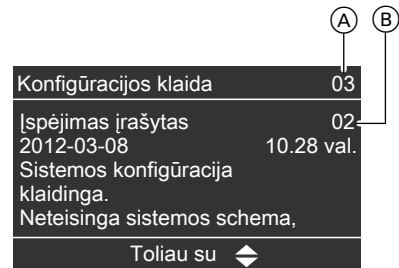 A B
Konfigūracijos klaida 03
Įspėjimas įrašytas 02
2012-03-08 10.28 val.
Sistemos konfigūracija
klaidinga.
Neteisinga sistemos schema,
Toliau su